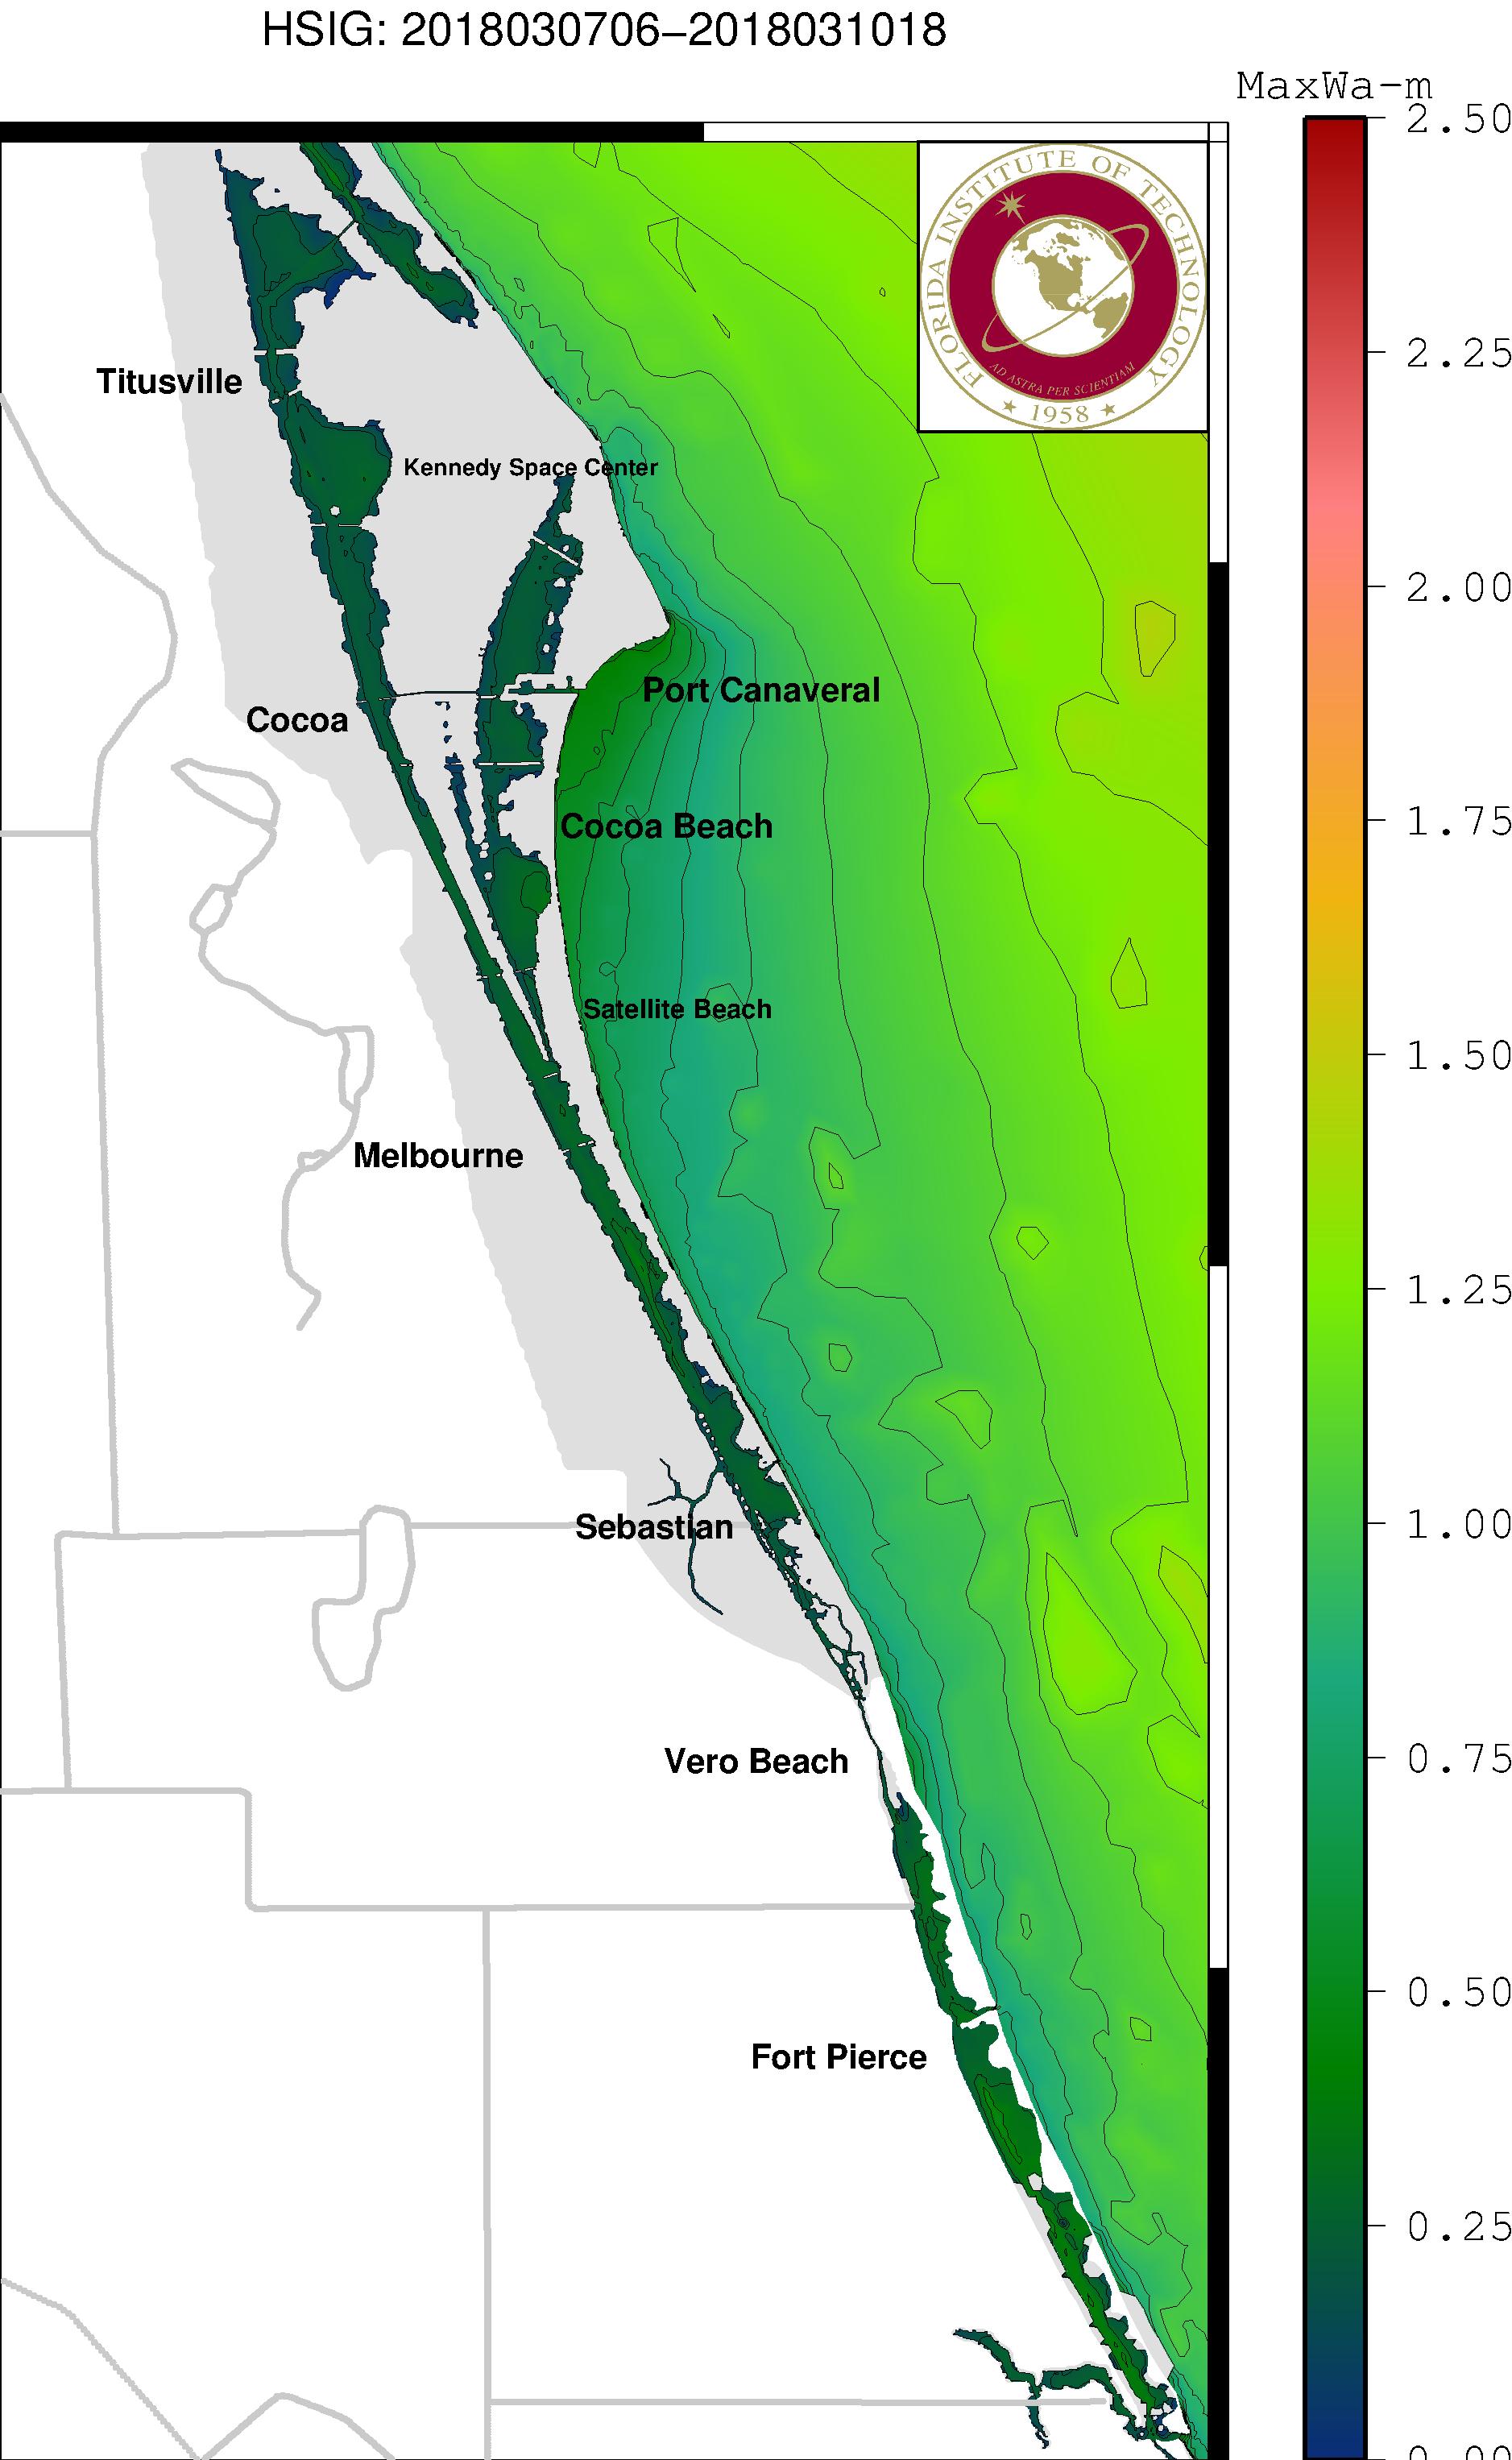 HSIG: 2018030706–2018031018
MaxWa-m
2.50
2.25
2.00
1.75
1.50
1.25
1.00
0.75
0.50
0.25
0.00
FLORIDA INSTITUTE OF TECHNOLOGY
AD ASTRA PER SCIENTIAM
★ 1958 ★
Titusville
Kennedy Space Center
Port Canaveral
Cocoa
Cocoa Beach
Satellite Beach
Melbourne
Sebastian
Vero Beach
Fort Pierce